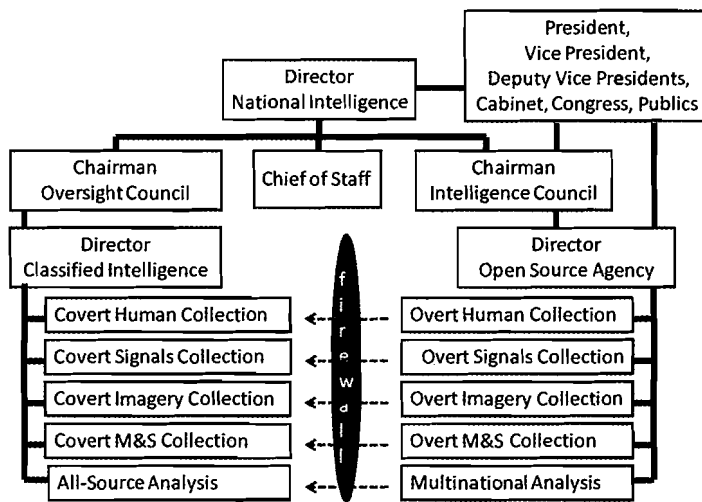 President,
Vice President,
Deputy Vice Presidents,
Cabinet, Congress, Publics
Director
National Intelligence
Chairman
Oversight Council
Chief of Staff
Chairman
Intelligence Council
Director
Classified Intelligence
Director
Open Source Agency
firewall
Covert Human Collection
Overt Human Collection
Covert Signals Collection
Overt Signals Collection
Covert Imagery Collection
Overt Imagery Collection
Covert M&S Collection
Overt M&S Collection
All-Source Analysis
Multinational Analysis